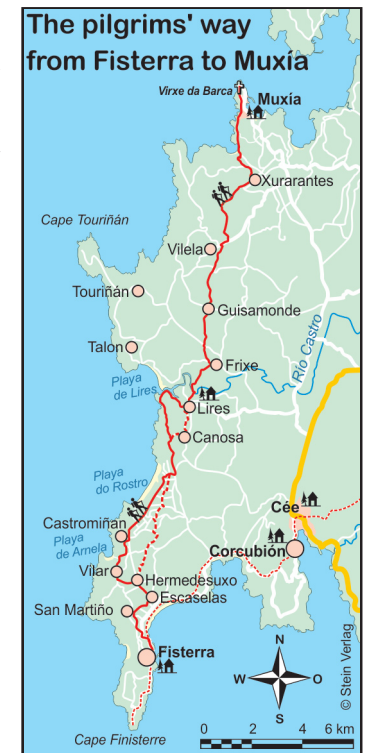 The pilgrims' way
from Fisterra to Muxía
Virxe da Barca
Muxía
Xurarantes
Cape Touriñán
Vilela
Touriñán
Guisamonde
Talon
Río Castro
Frixe
Playa
de Lires
Lires
Canosa
Playa
do Rostro
Cée
Castromiñan
Playa
de Arnela
Corcubión
Vilar
Hermedesuxo
Escaselas
San Martiño
Fisterra
N
W
O
S
© Stein Verlag
0 2 4 6 km
Cape Finisterre